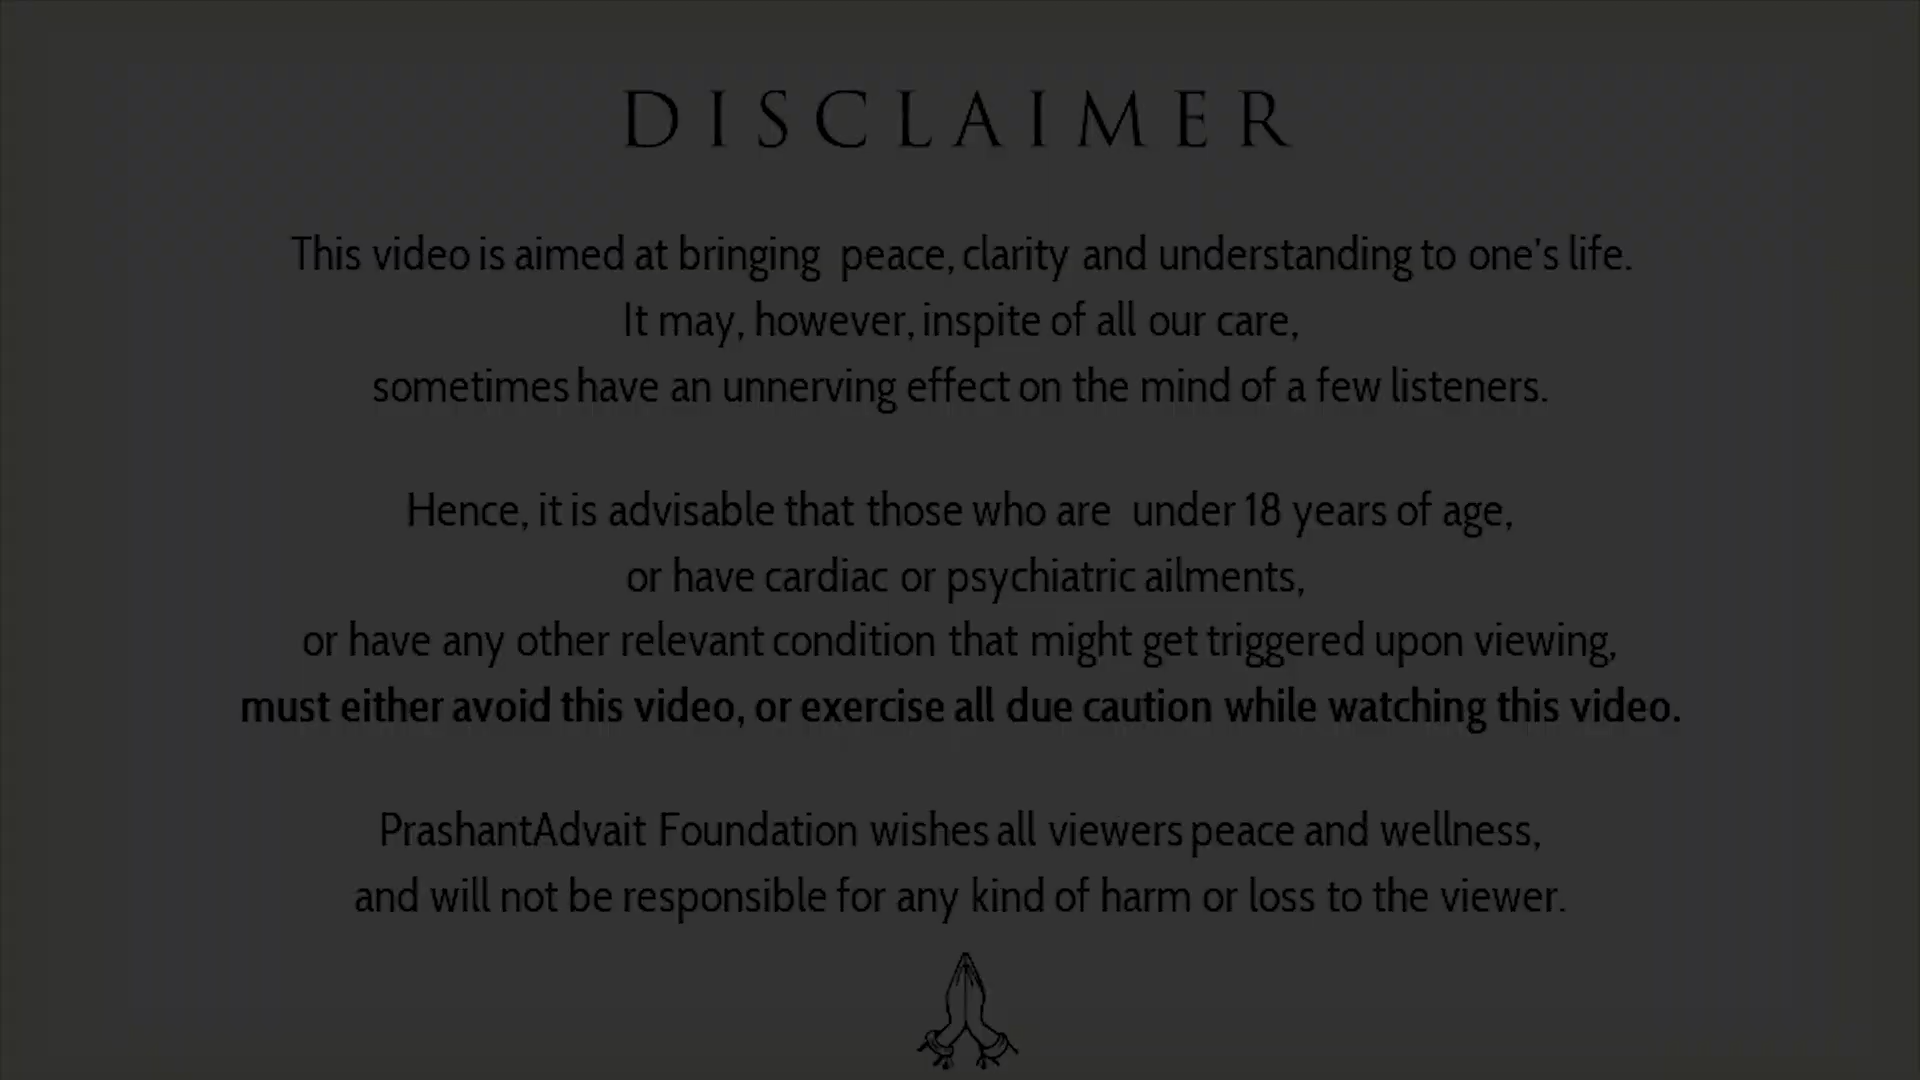 DISCLAIMER
This video is aimed at bringing peace, clarity and understanding to one's life.
It may, however, inspite of all our care,
sometimes have an unnerving effect on the mind of a few listeners.
Hence, it is advisable that those who are under 18 years of age,
or have cardiac or psychiatric ailments,
or have any other relevant condition that might get triggered upon viewing,
must either avoid this video, or exercise all due caution while watching this video.
PrashantAdvait Foundation wishes all viewers peace and wellness,
and will not be responsible for any kind of harm or loss to the viewer.